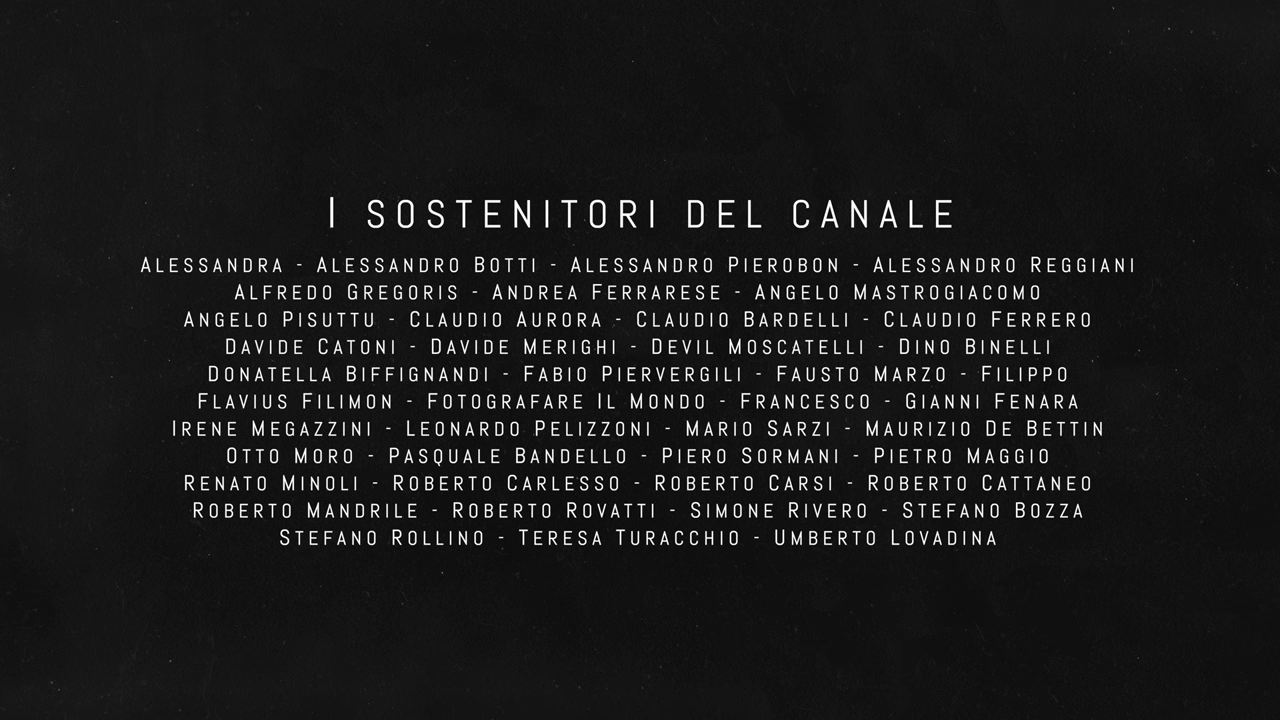 I SOSTENITORI DEL CANALE
ALESSANDRA - ALESSANDRO BOTTI - ALESSANDRO PIEROBON - ALESSANDRO REGGIANI
ALFREDO GREGORIS - ANDREA FERRARESE - ANGELO MASTROGIACOMO
ANGELO PISUTTU - CLAUDIO AURORA - CLAUDIO BARDELLI - CLAUDIO FERRERO
DAVIDE CATONI - DAVIDE MERIGHI - DEVIL MOSCATELLI - DINO BINELLI
DONATELLA BIFFIGNANDI - FABIO PIERVERGILI - FAUSTO MARZO - FILIPPO
FLAVIUS FILIMON - FOTOGRAFARE IL MONDO - FRANCESCO - GIANNI FENARA
IRENE MEGAZZINI - LEONARDO PELIZZONI - MARIO SARZI - MAURIZIO DE BETTIN
OTTO MORO - PASQUALE BANDELLO - PIERO SORMANI - PIETRO MAGGIO
RENATO MINOLI - ROBERTO CARLESSO - ROBERTO CARSI - ROBERTO CATTANEO
ROBERTO MANDRILE - ROBERTO ROVATTI - SIMONE RIVERO - STEFANO BOZZA
STEFANO ROLLINO - TERESA TURACCHIO - UMBERTO LOVADINA